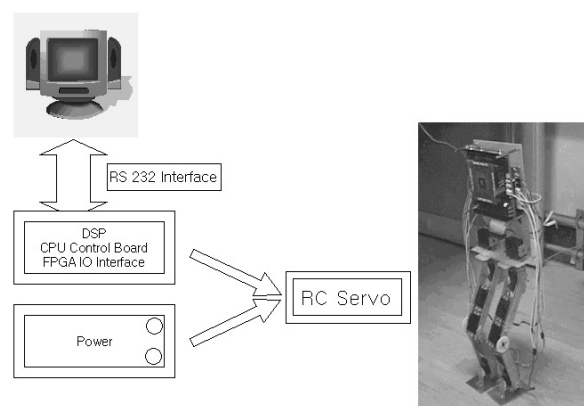 RS 232 Interface
DSP
CPU Control Board
FPGA IO Interface
RC Servo
Power